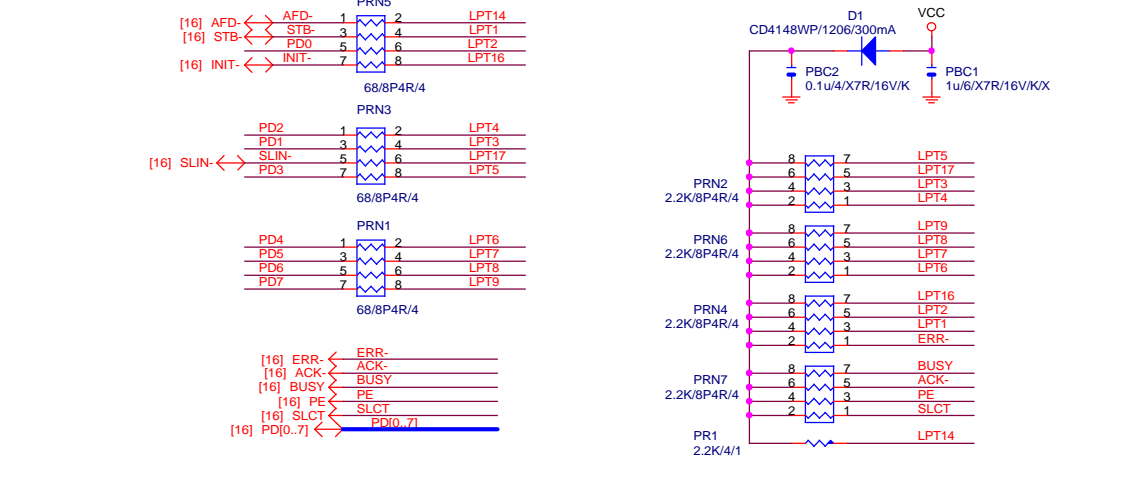 PRN5
[16] AFD- AFD- 1 2 LPT14
[16] STB- STB- 3 4 LPT1
PD0 5 6 LPT2
[16] INIT- INIT- 7 8 LPT16
68/8P4R/4
PRN3
PD2 1 2 LPT4
PD1 3 4 LPT3
[16] SLIN- SLIN- 5 6 LPT17
PD3 7 8 LPT5
68/8P4R/4
PRN1
PD4 1 2 LPT6
PD5 3 4 LPT7
PD6 5 6 LPT8
PD7 7 8 LPT9
68/8P4R/4
[16] ERR- ERR-
[16] ACK- ACK-
[16] BUSY BUSY
[16] PE PE
[16] SLCT SLCT
[16] PD[0..7] PD[0..7]
D1 VCC
CD4148WP/1206/300mA
PBC2 PBC1
0.1u/4/X7R/16V/K 1u/6/X7R/16V/K/X
8 7 LPT5
6 5 LPT17
PRN2 4 3 LPT3
2.2K/8P4R/4 2 1 LPT4
8 7 LPT9
PRN6 6 5 LPT8
2.2K/8P4R/4 4 3 LPT7
2 1 LPT6
8 7 LPT16
PRN4 6 5 LPT2
2.2K/8P4R/4 4 3 LPT1
2 1 ERR-
8 7 BUSY
PRN7 6 5 ACK-
2.2K/8P4R/4 4 3 PE
2 1 SLCT
PR1 LPT14
2.2K/4/1